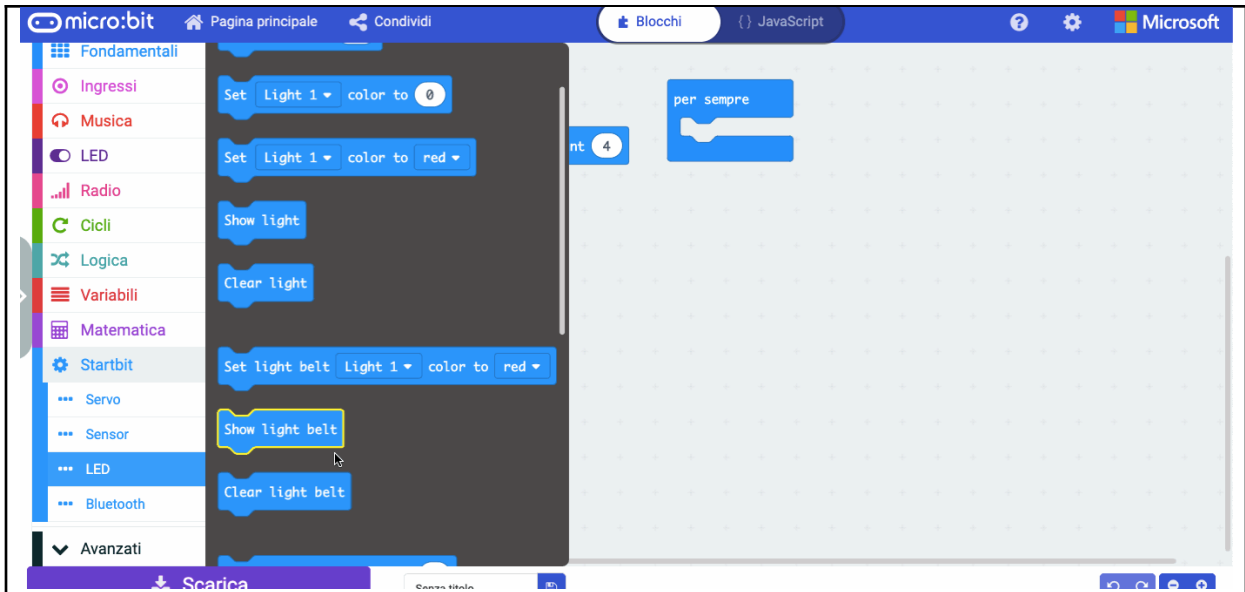 micro:bit Pagina principale Condividi Blocchi {} JavaScript ? Microsoft
Fondamentali
Ingressi
Musica
LED
Radio
Cicli
Logica
Variabili
Matematica
Startbit
Servo
Sensor
LED
Bluetooth
Avanzati
Scarica
Set Light 1 color to 0
Set Light 1 color to red
Show light
Clear light
Set light belt Light 1 color to red
Show light belt
Clear light belt
nt 4
per sempre
Senza titolo